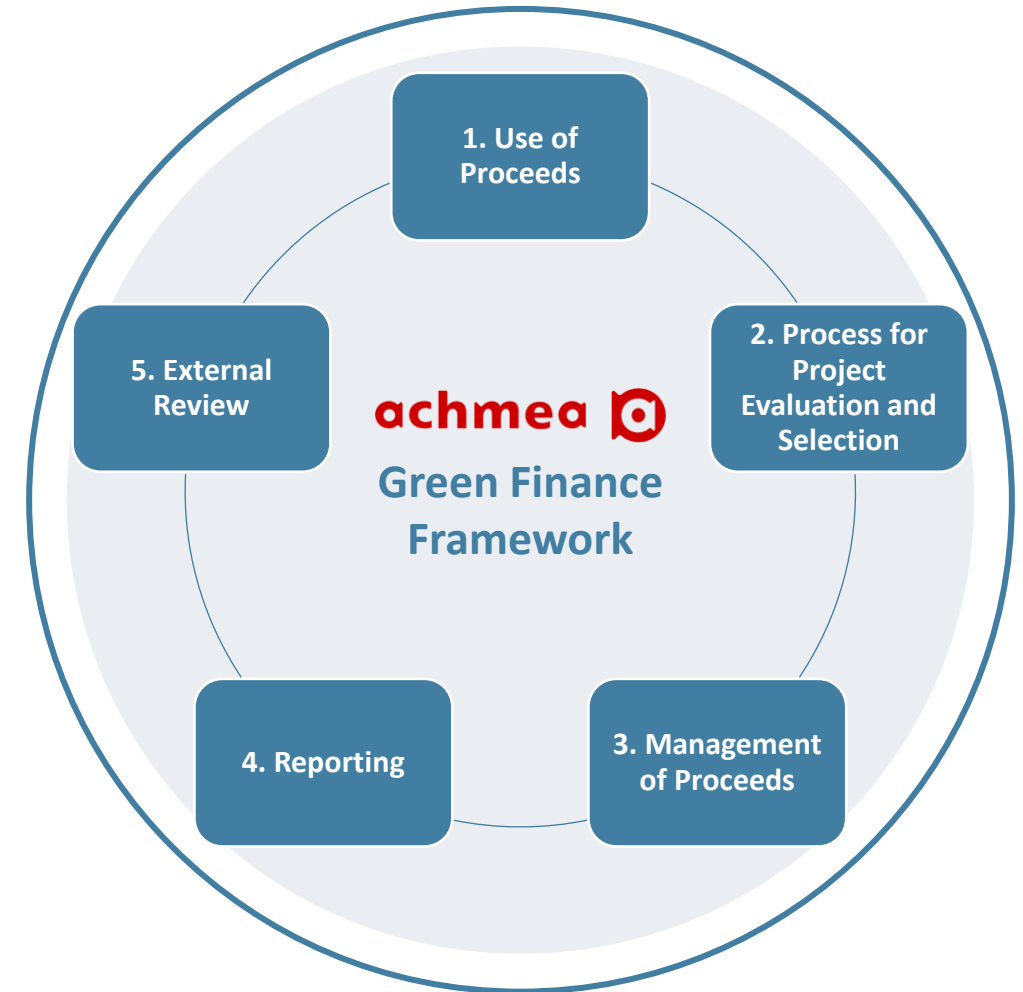 1. Use of
Proceeds
2. Process for
Project
Evaluation and
Selection
5. External
Review
achmea
Green Finance
Framework
3. Management
of Proceeds
4. Reporting